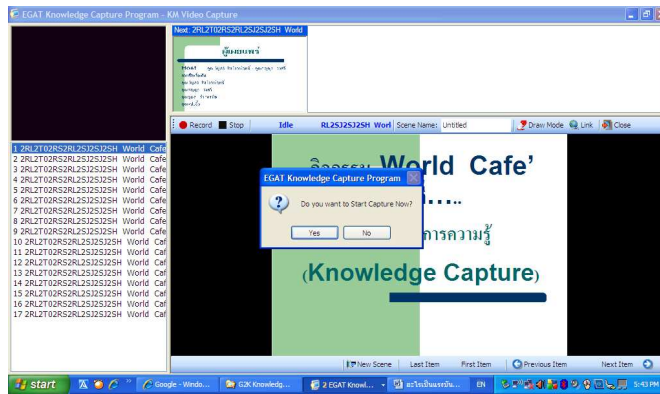 EGAT Knowledge Capture Program - KM Video Capture
Next: 2RL2T02RS2RL2SJ2SJ2SH World
ผู้เผยแพร่
Record Stop Idle RL2SJ2SJ2SH Worl Scene Name: Untitled Draw Mode Link Close
1 2RL2T02RS2RL2SJ2SJ2SH World Cafe
2 2RL2T02RS2RL2SJ2SJ2SH World Cafe
3 2RL2T02RS2RL2SJ2SJ2SH World Cafe
4 2RL2T02RS2RL2SJ2SJ2SH World Cafe
5 2RL2T02RS2RL2SJ2SJ2SH World Cafe
6 2RL2T02RS2RL2SJ2SJ2SH World Cafe
7 2RL2T02RS2RL2SJ2SJ2SH World Cafe
8 2RL2T02RS2RL2SJ2SJ2SH World Cafe
9 2RL2T02RS2RL2SJ2SJ2SH World Cafe
10 2RL2T02RS2RL2SJ2SJ2SH World Caf
11 2RL2T02RS2RL2SJ2SJ2SH World Caf
12 2RL2T02RS2RL2SJ2SJ2SH World Caf
13 2RL2T02RS2RL2SJ2SJ2SH World Caf
14 2RL2T02RS2RL2SJ2SJ2SH World Caf
15 2RL2T02RS2RL2SJ2SJ2SH World Caf
16 2RL2T02RS2RL2SJ2SJ2SH World Caf
17 2RL2T02RS2RL2SJ2SJ2SH World Caf
World Cafe’
EGAT Knowledge Capture Program
Do you want to Start Capture Now?
Yes No
การความรู้
(Knowledge Capture)
New Scene Last Item First Item Previous Item Next Item
start Google - Windo... G2K Knowledg... 2 EGAT Knowl... EN 5:43 PM